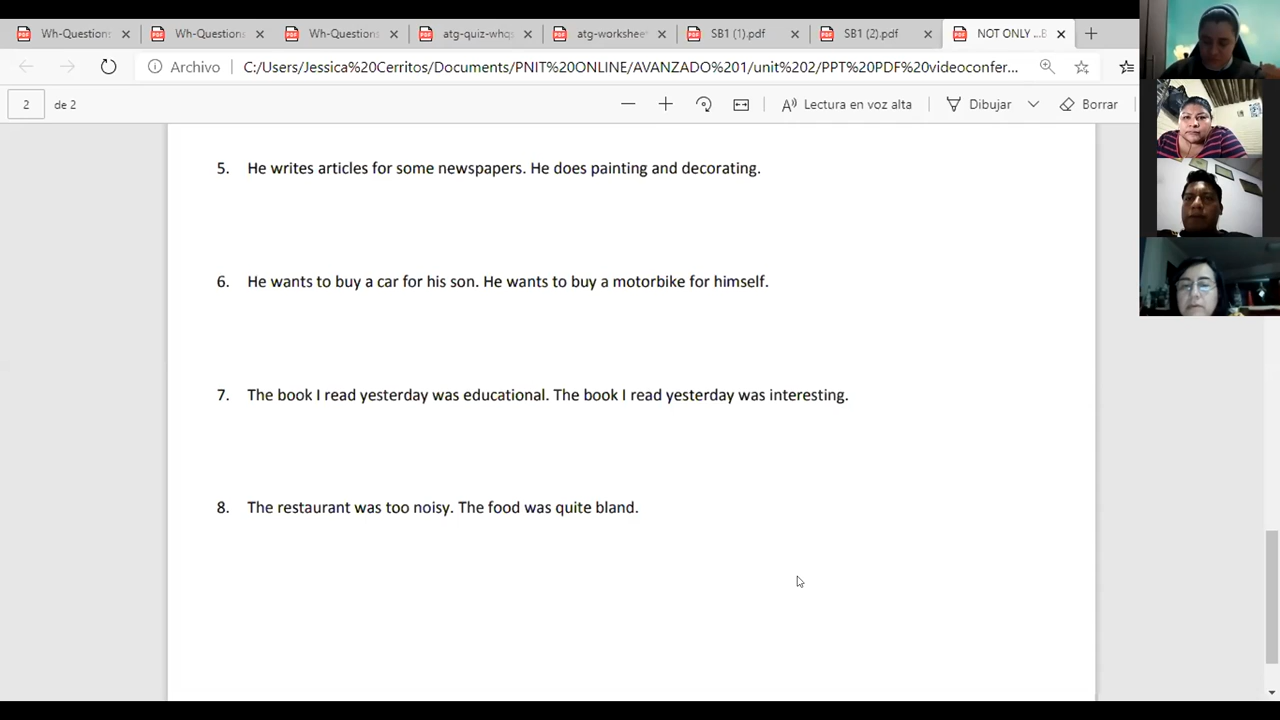 Wh-Questions
Wh-Questions
Wh-Questions
atg-quiz-whqs
atg-worksheet
SB1 (1).pdf
SB1 (2).pdf
NOT ONLY ...B
Archivo
C:/Users/Jessica%20Cerritos/Documents/PNIT%20ONLINE/AVANZADO%201/unit%202/PPT%20PDF%20videoconfer...
2
de 2
Lectura en voz alta
Dibujar
Borrar
5. He writes articles for some newspapers. He does painting and decorating.
6. He wants to buy a car for his son. He wants to buy a motorbike for himself.
7. The book I read yesterday was educational. The book I read yesterday was interesting.
8. The restaurant was too noisy. The food was quite bland.